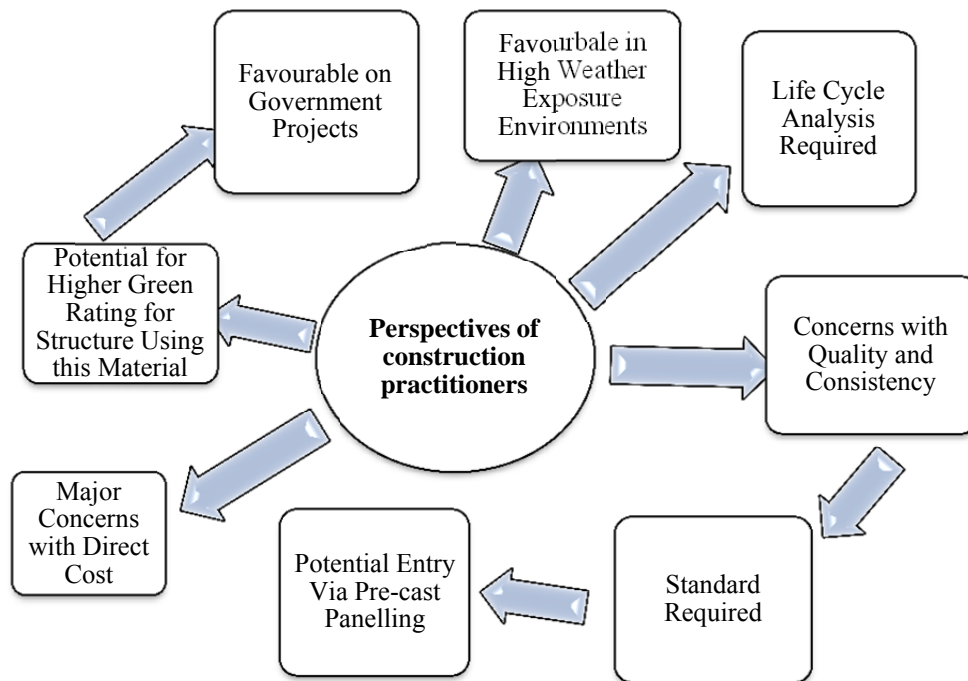 Favourable on
Government
Projects
Favourbale in
High Weather
Exposure
Environments
Life Cycle
Analysis
Required
Potential for
Higher Green
Rating for
Structure Using
this Material
Perspectives of
construction
practitioners
Concerns with
Quality and
Consistency
Major
Concerns
with Direct
Cost
Potential Entry
Via Pre-cast
Panelling
Standard
Required